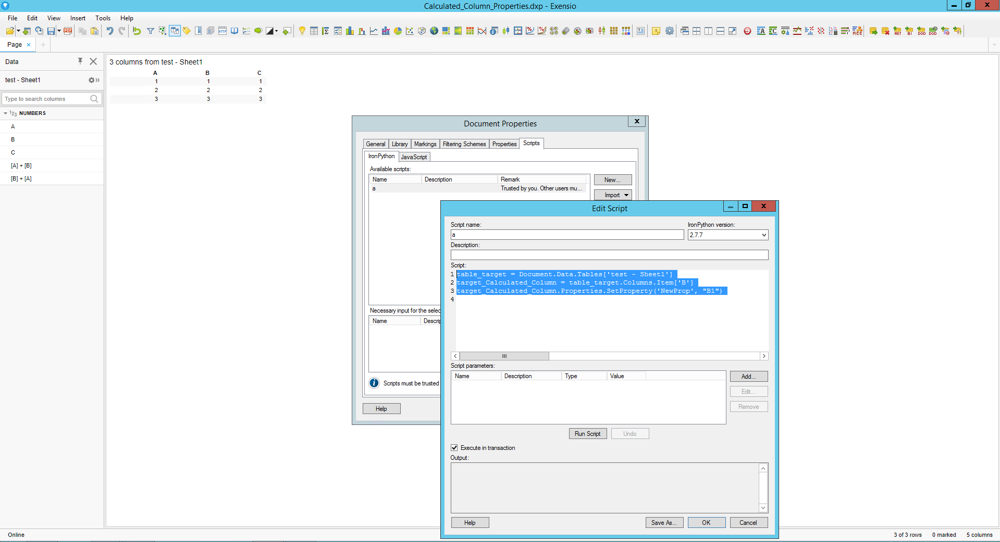 Calculated_Column_Properties.dxp - Exensio
File Edit View Insert Tools Help
Page
Data
test - Sheet1
Type to search columns
123 NUMBERS
A
B
C
[A] + [B]
[B] + [A]
3 columns from test - Sheet1
A B C
1 1 1
2 2 2
3 3 3
Document Properties
General Library Markings Filtering Schemes Properties Scripts
IronPython JavaScript
Available scripts:
Name Description Remark
a Trusted by you. Other users mu...
New...
Import
Necessary input for the selec
Name Descrip
Scripts must be trusted
Help
Edit Script
Script name:
IronPython version:
a
2.7.7
Description:
Script:
1 table_target = Document.Data.Tables['test - Sheet1']
2 target_Calculated_Column = table_target.Columns.Item['B']
3 target_Calculated_Column.Properties.SetProperty('NewProp', "B1")
4
Script parameters:
Name Description Type Value
Add...
Edit...
Remove
Run Script Undo
Execute in transaction
Output:
Help Save As... OK Cancel
Online
3 of 3 rows 0 marked 5 columns